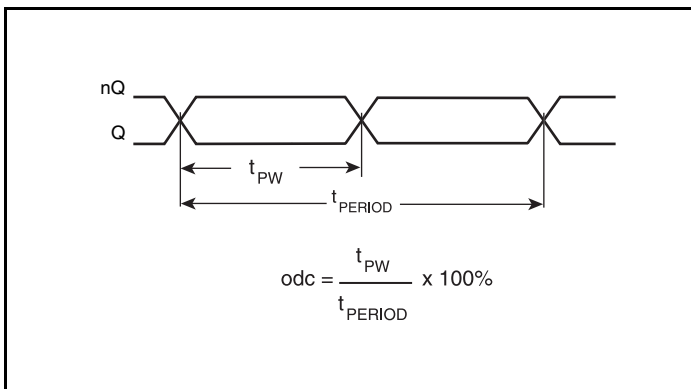 nQ
Q
tPW
tPERIOD
odc = tPW / tPERIOD x 100%